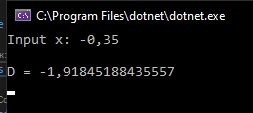 C:\Program Files\dotnet\dotnet.exe
Input x: -0,35
D = -1,91845188435557